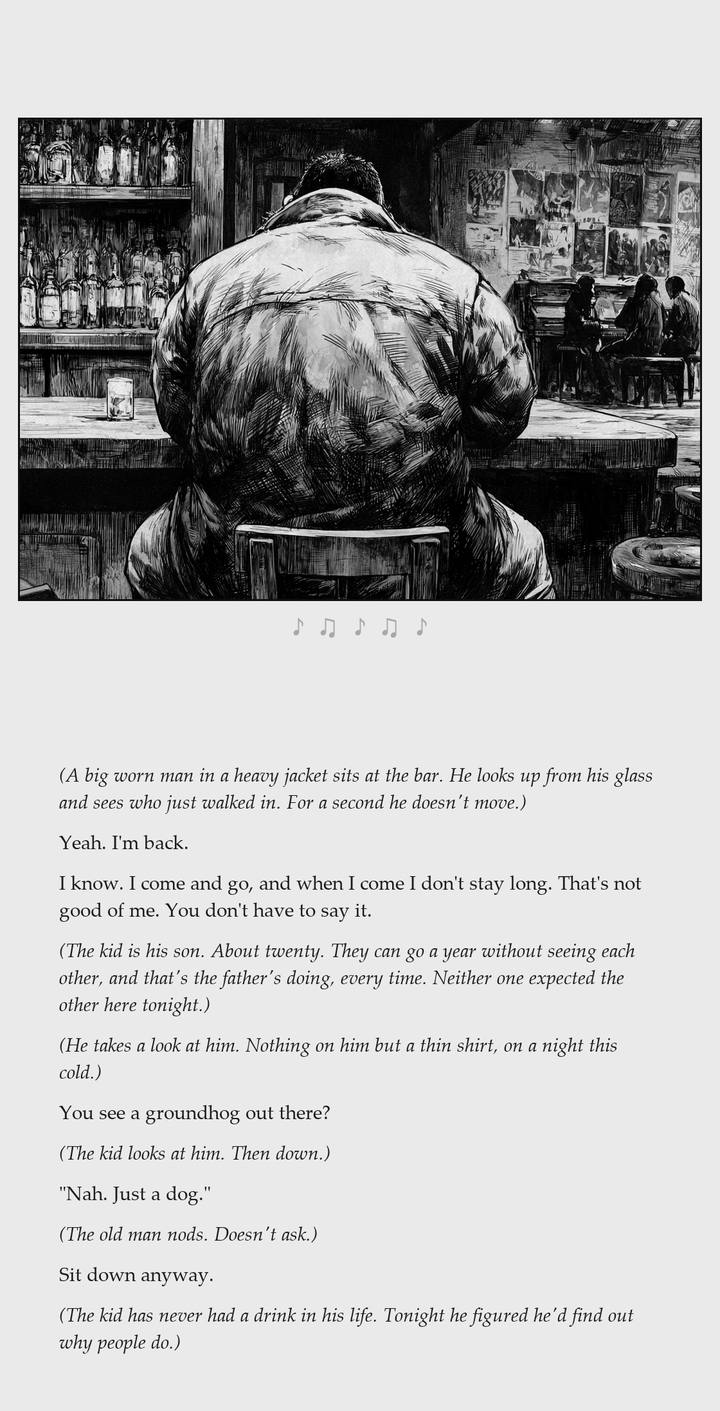 (A big worn man in a heavy jacket sits at the bar. He looks up from his glass
and sees who just walked in. For a second he doesn't move.)
Yeah. I'm back.
I know. I come and go, and when I come I don't stay long. That's not
good of me. You don't have to say it.
(The kid is his son. About twenty. They can go a year without seeing each
other, and that's the father's doing, every time. Neither one expected the
other here tonight.)
(He takes a look at him. Nothing on him but a thin shirt, on a night this
cold.)
You see a groundhog out there?
(The kid looks at him. Then down.)
"Nah. Just a dog."
(The old man nods. Doesn't ask.)
Sit down anyway.
(The kid has never had a drink in his life. Tonight he figured he'd find out
why people do.)